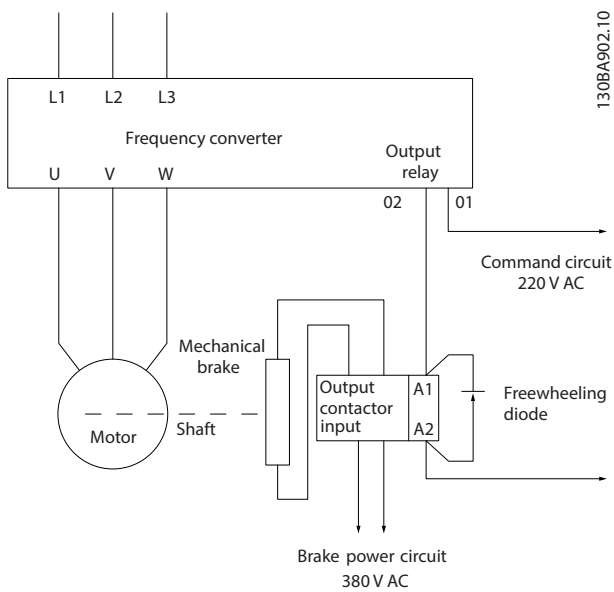 130BA902.10
L1 L2 L3
Frequency converter
Output
relay
U V W
02 01
Command circuit
220 V AC
Mechanical
brake
Output
contactor
input
A1
A2
Freewheeling
diode
Motor
Shaft
Brake power circuit
380 V AC